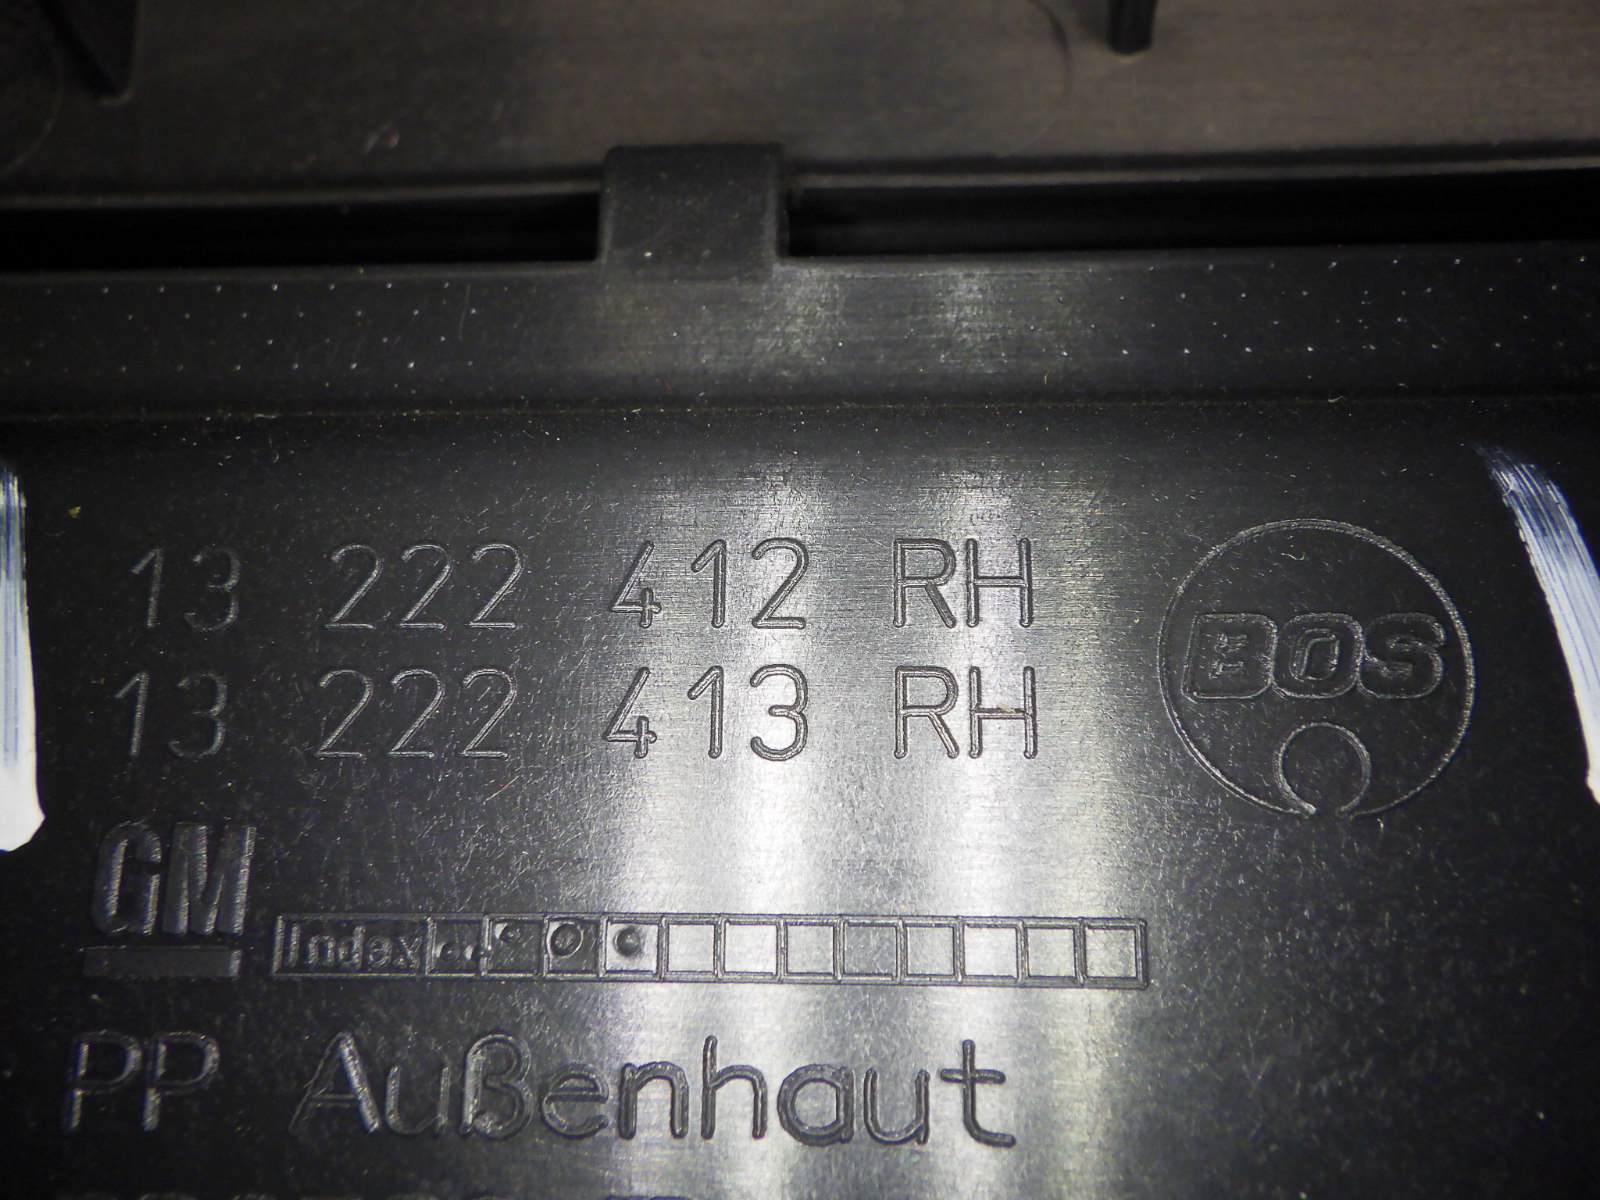 13 222 412 RH
13 222 413 RH
BOS
GM
Index
PP Außenhaut